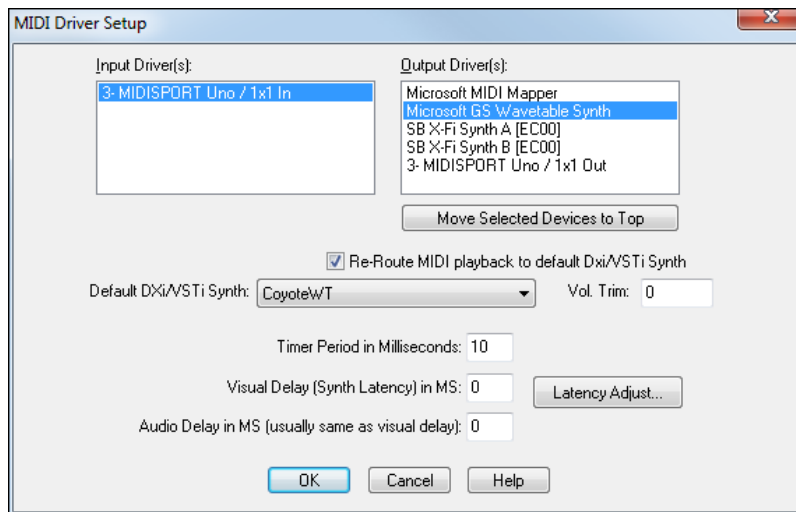 MIDI Driver Setup
Input Driver(s):
3- MIDISPORT Uno / 1x1 In
Output Driver(s):
Microsoft MIDI Mapper
Microsoft GS Wavetable Synth
SB X-Fi Synth A [EC00]
SB X-Fi Synth B [EC00]
3- MIDISPORT Uno / 1x1 Out
Move Selected Devices to Top
Re-Route MIDI playback to default Dxi/VSTi Synth
Default DXi/VSTi Synth: CoyoteWT Vol. Trim: 0
Timer Period in Milliseconds: 10
Visual Delay (Synth Latency) in MS: 0 Latency Adjust...
Audio Delay in MS (usually same as visual delay): 0
OK Cancel Help